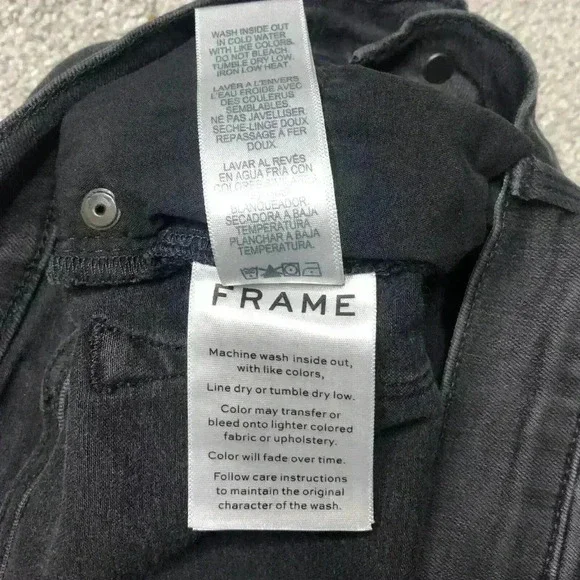 WASH INSIDE OUT
IN COLD WATER
WITH LIKE COLORS.
DO NOT BLEACH.
TUMBLE DRY LOW.
IRON LOW HEAT.
LAVER A L'ENVERS
L'EAU FROIDE AVEC
DES COULERUS
SEMBLABLES.
NE PAS JAVELLISER
SECHE-LINGE DOUX.
REPASSAGE A FER
DOUX.
LAVAR AL REVÉS
EN AGUA FRIA CON
BLANQUEADOR.
SECADORA A BAJA
TEMPERATURA.
PLANCHAR A BAJA
TEMPERATURA.
FRAME
Machine wash inside out,
with like colors,
Line dry or tumble dry low.
Color may transfer or
bleed onto lighter colored
fabric or upholstery.
Color will fade over time.
Follow care instructions
to maintain the original
character of the wash.